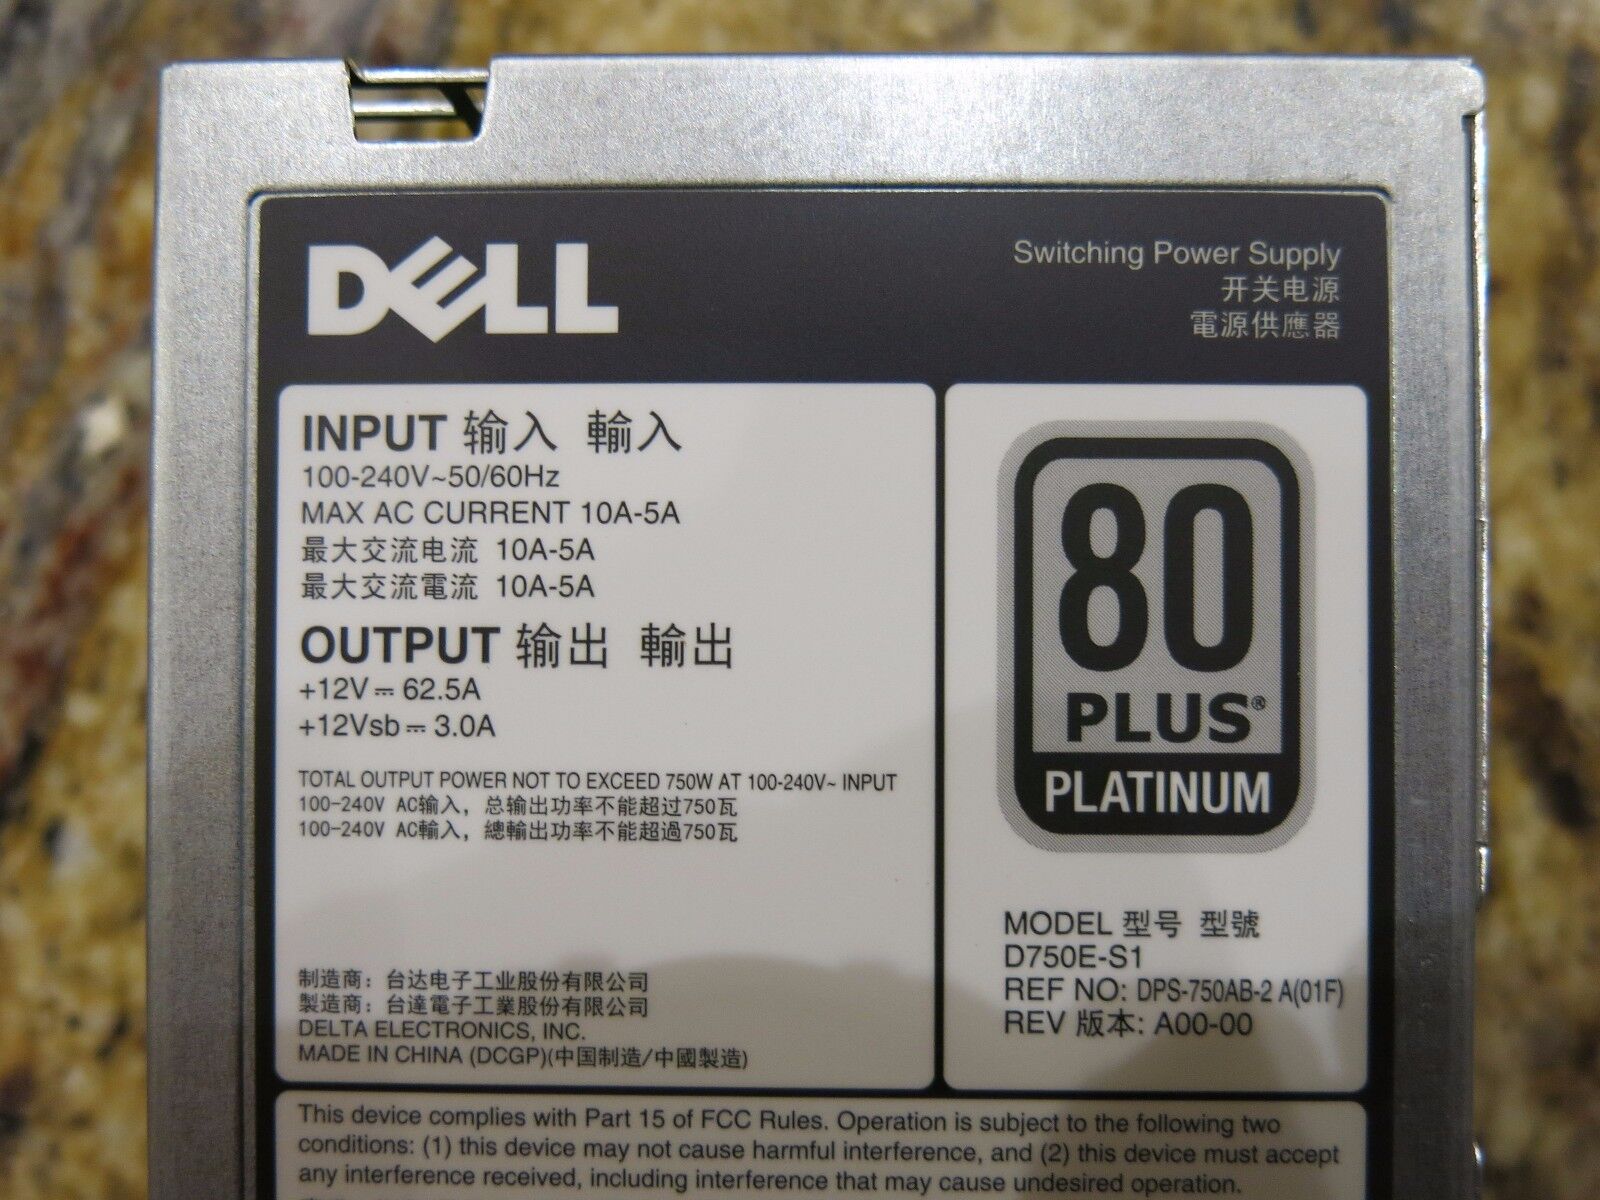 DELL
Switching Power Supply
开关电源
電源供應器
INPUT 输入 輸入
100-240V~50/60Hz
MAX AC CURRENT 10A-5A
最大交流电流 10A-5A
最大交流電流 10A-5A
OUTPUT 输出 輸出
+12V⎓ 62.5A
+12Vsb⎓ 3.0A
TOTAL OUTPUT POWER NOT TO EXCEED 750W AT 100-240V~ INPUT
100-240V AC输入，总输出功率不能超过750瓦
100-240V AC輸入，總輸出功率不能超過750瓦
制造商：台达电子工业股份有限公司
製造商：台達電子工業股份有限公司
DELTA ELECTRONICS, INC.
MADE IN CHINA (DCGP)(中国制造/中國製造)
80
PLUS®
PLATINUM
MODEL 型号 型號
D750E-S1
REF NO: DPS-750AB-2 A(01F)
REV 版本: A00-00
This device complies with Part 15 of FCC Rules. Operation is subject to the following two
conditions: (1) this device may not cause harmful interference, and (2) this device must accept
any interference received, including interference that may cause undesired operation.